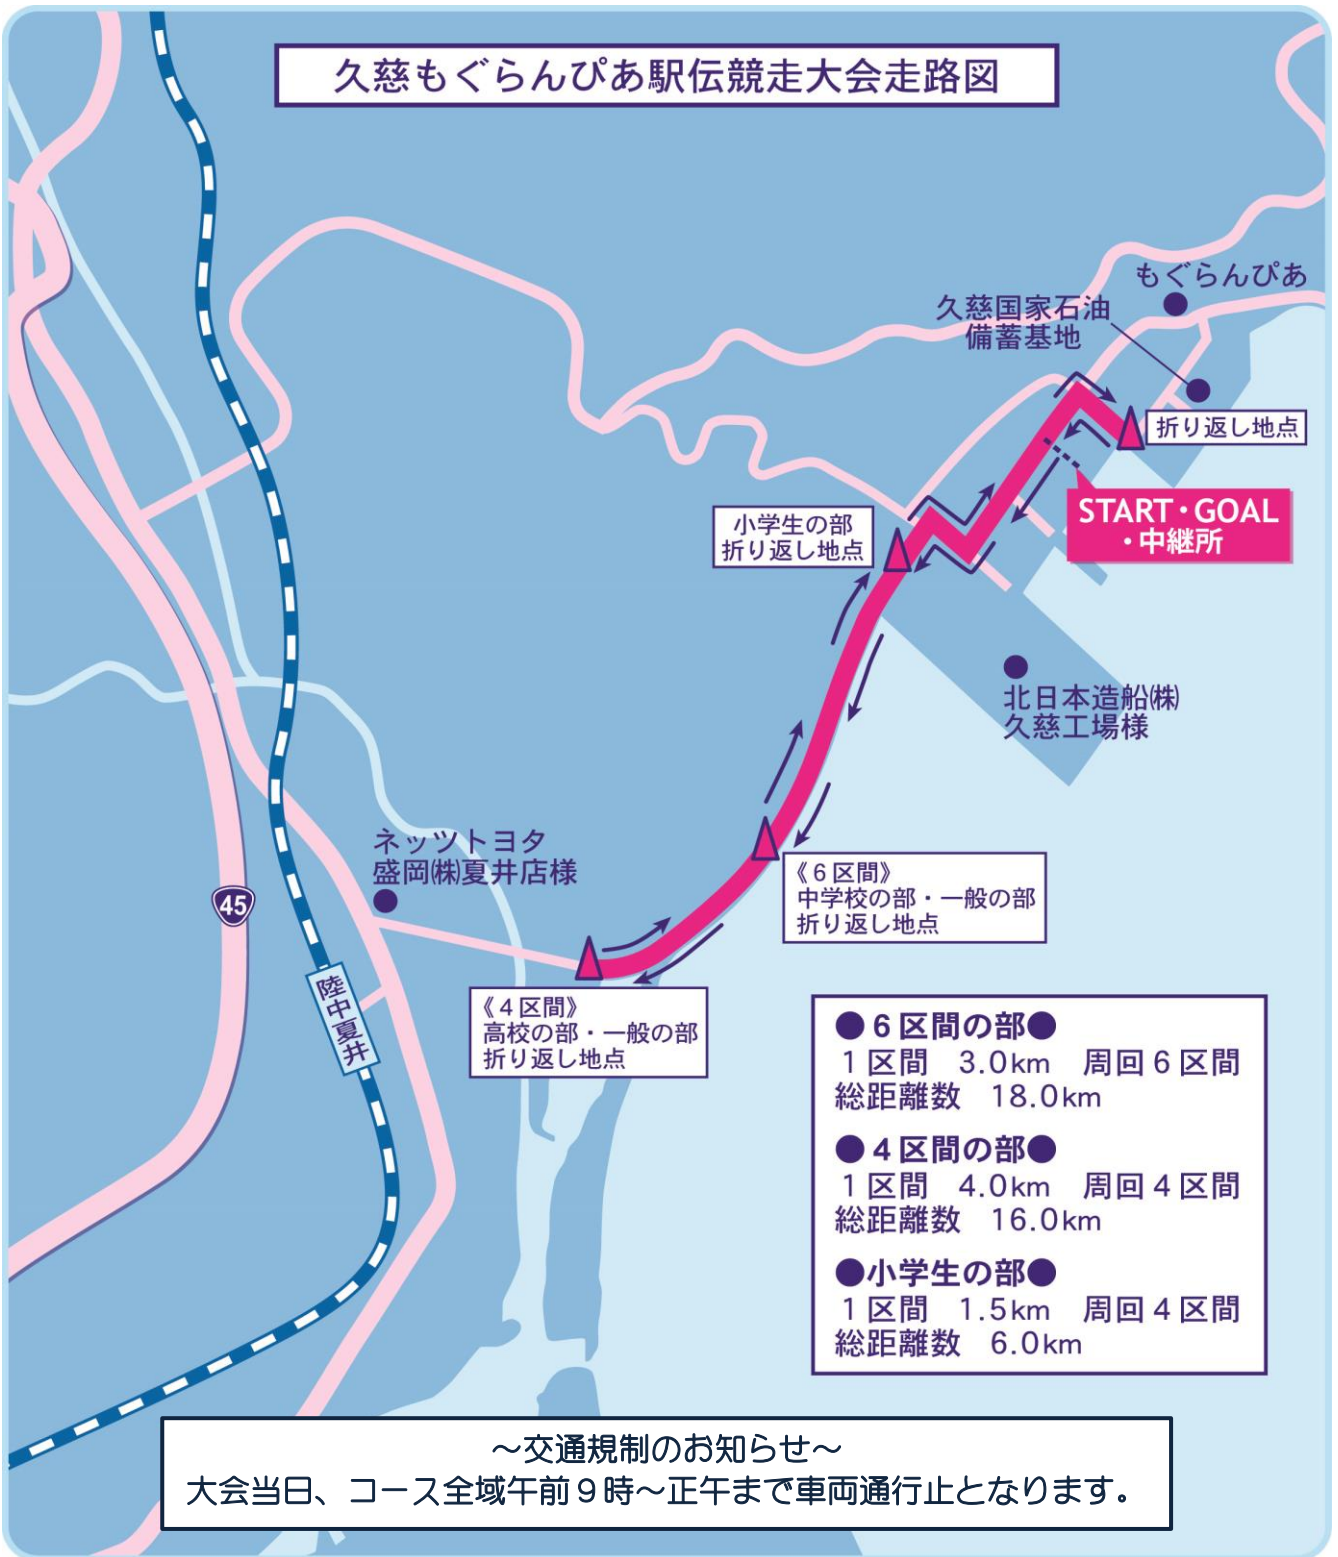 久慈もぐらんぴあ駅伝競走大会走路図
もぐらんぴあ
久慈国家石油
備蓄基地
折り返し地点
START・GOAL
・中継所
小学生の部
折り返し地点
北日本造船㈱
久慈工場様
ネッツトヨタ
盛岡㈱夏井店様
45
《6区間》
中学校の部・一般の部
折り返し地点
陸中夏井
《4区間》
高校の部・一般の部
折り返し地点
●6区間の部●
1区間 3.0km 周回6区間
総距離数 18.0km
●4区間の部●
1区間 4.0km 周回4区間
総距離数 16.0km
●小学生の部●
1区間 1.5km 周回4区間
総距離数 6.0km
～交通規制のお知らせ～
大会当日、コース全域午前9時～正午まで車両通行止となります。